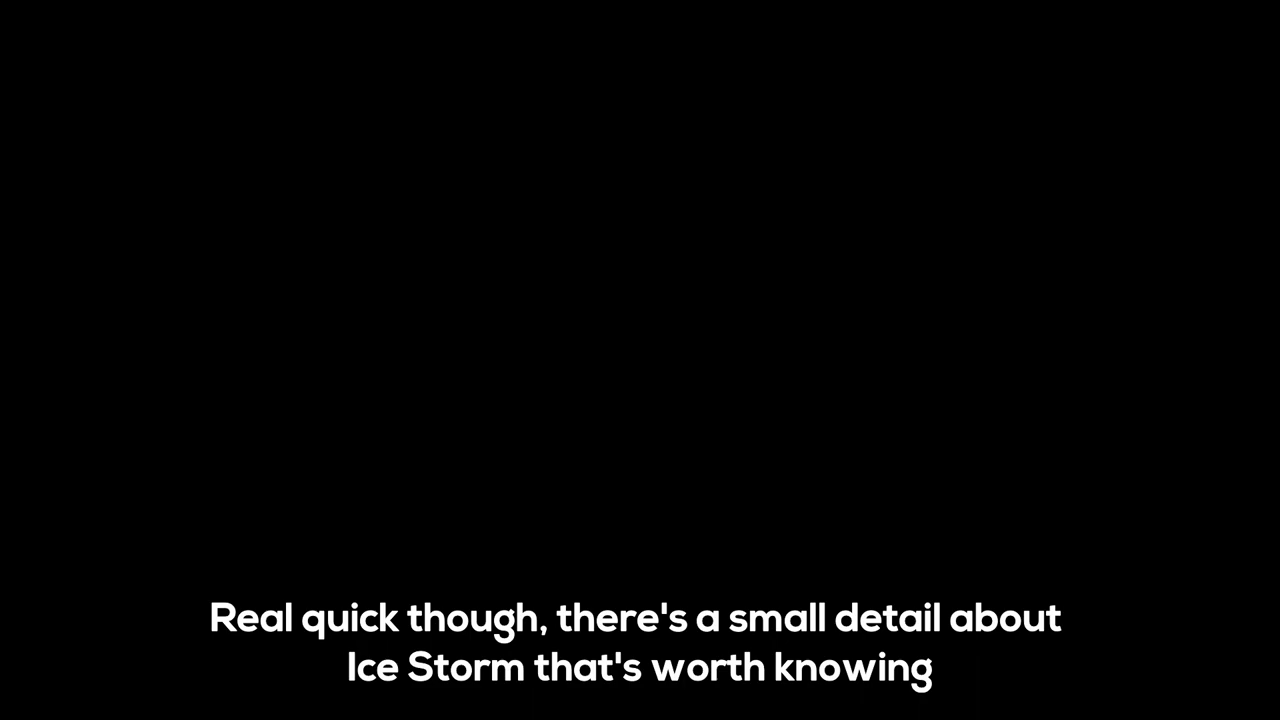 Real quick though, there's a small detail about
Ice Storm that's worth knowing